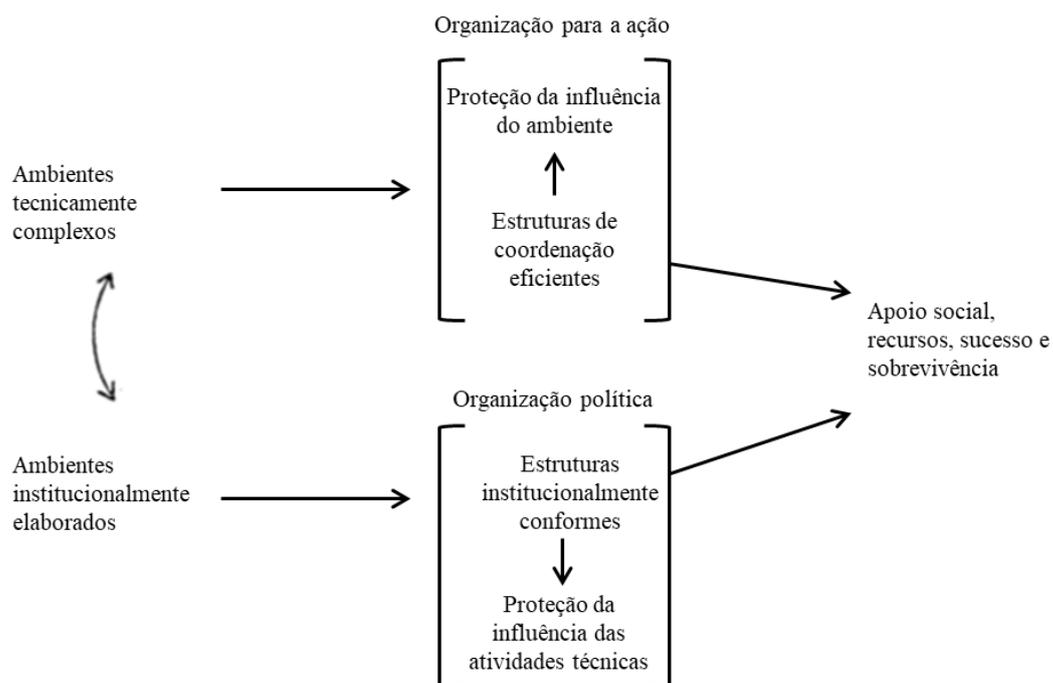 Organização para a ação
Proteção da influência
do ambiente
Ambientes
tecnicamente
complexos
Estruturas de
coordenação
eficientes
Apoio social,
recursos, sucesso e
sobrevivência
Organização política
Ambientes
institucionalmente
elaborados
Estruturas
institucionalmente
conformes
Proteção da
influência das
atividades técnicas